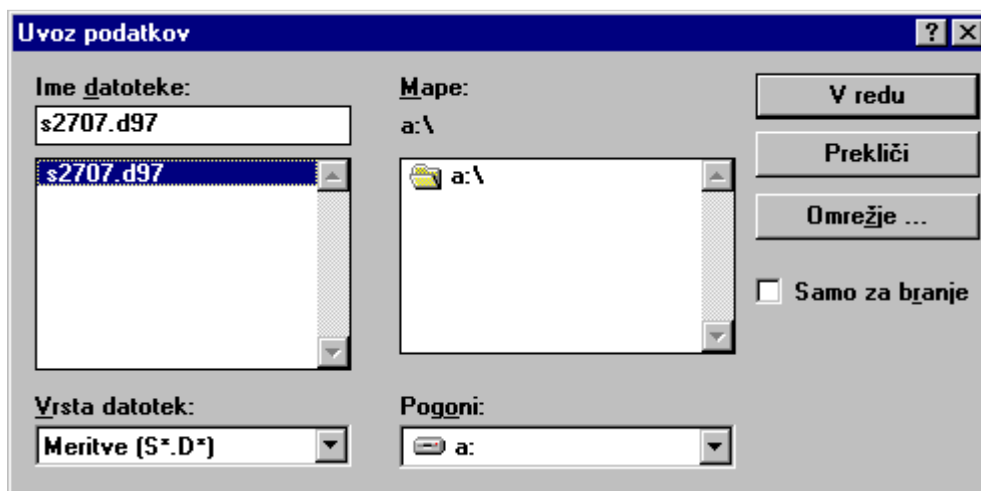 Uvoz podatkov
Ime datoteke:
s2707.d97
s2707.d97
Vrsta datotek:
Meritve (S*.D*)
Mape:
a:\
a:\
Pogoni:
a:
V redu
Prekliči
Omrežje ...
Samo za branje